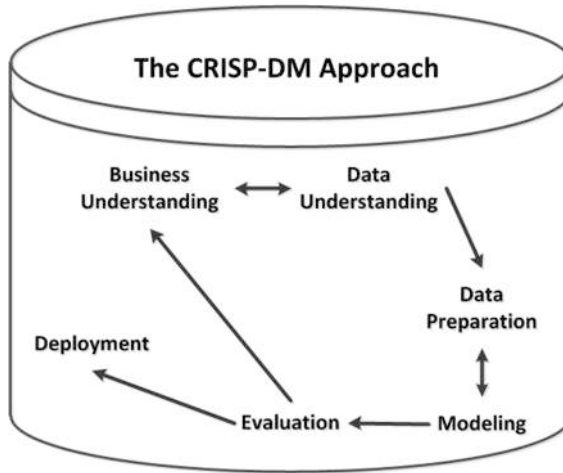 The CRISP-DM Approach
Business
Understanding
Data
Understanding
Data
Preparation
Deployment
Evaluation
Modeling